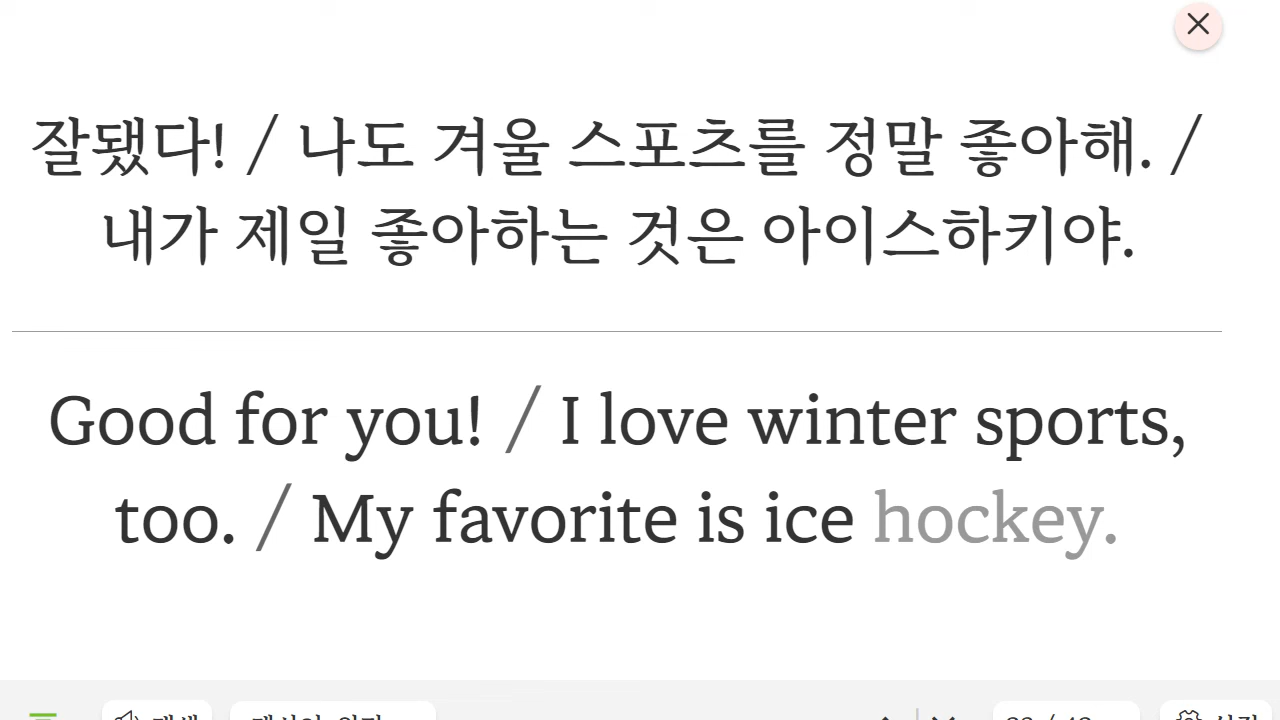 잘됐다! / 나도 겨울 스포츠를 정말 좋아해. /
내가 제일 좋아하는 것은 아이스하키야.
Good for you! / I love winter sports,
too. / My favorite is ice hockey.